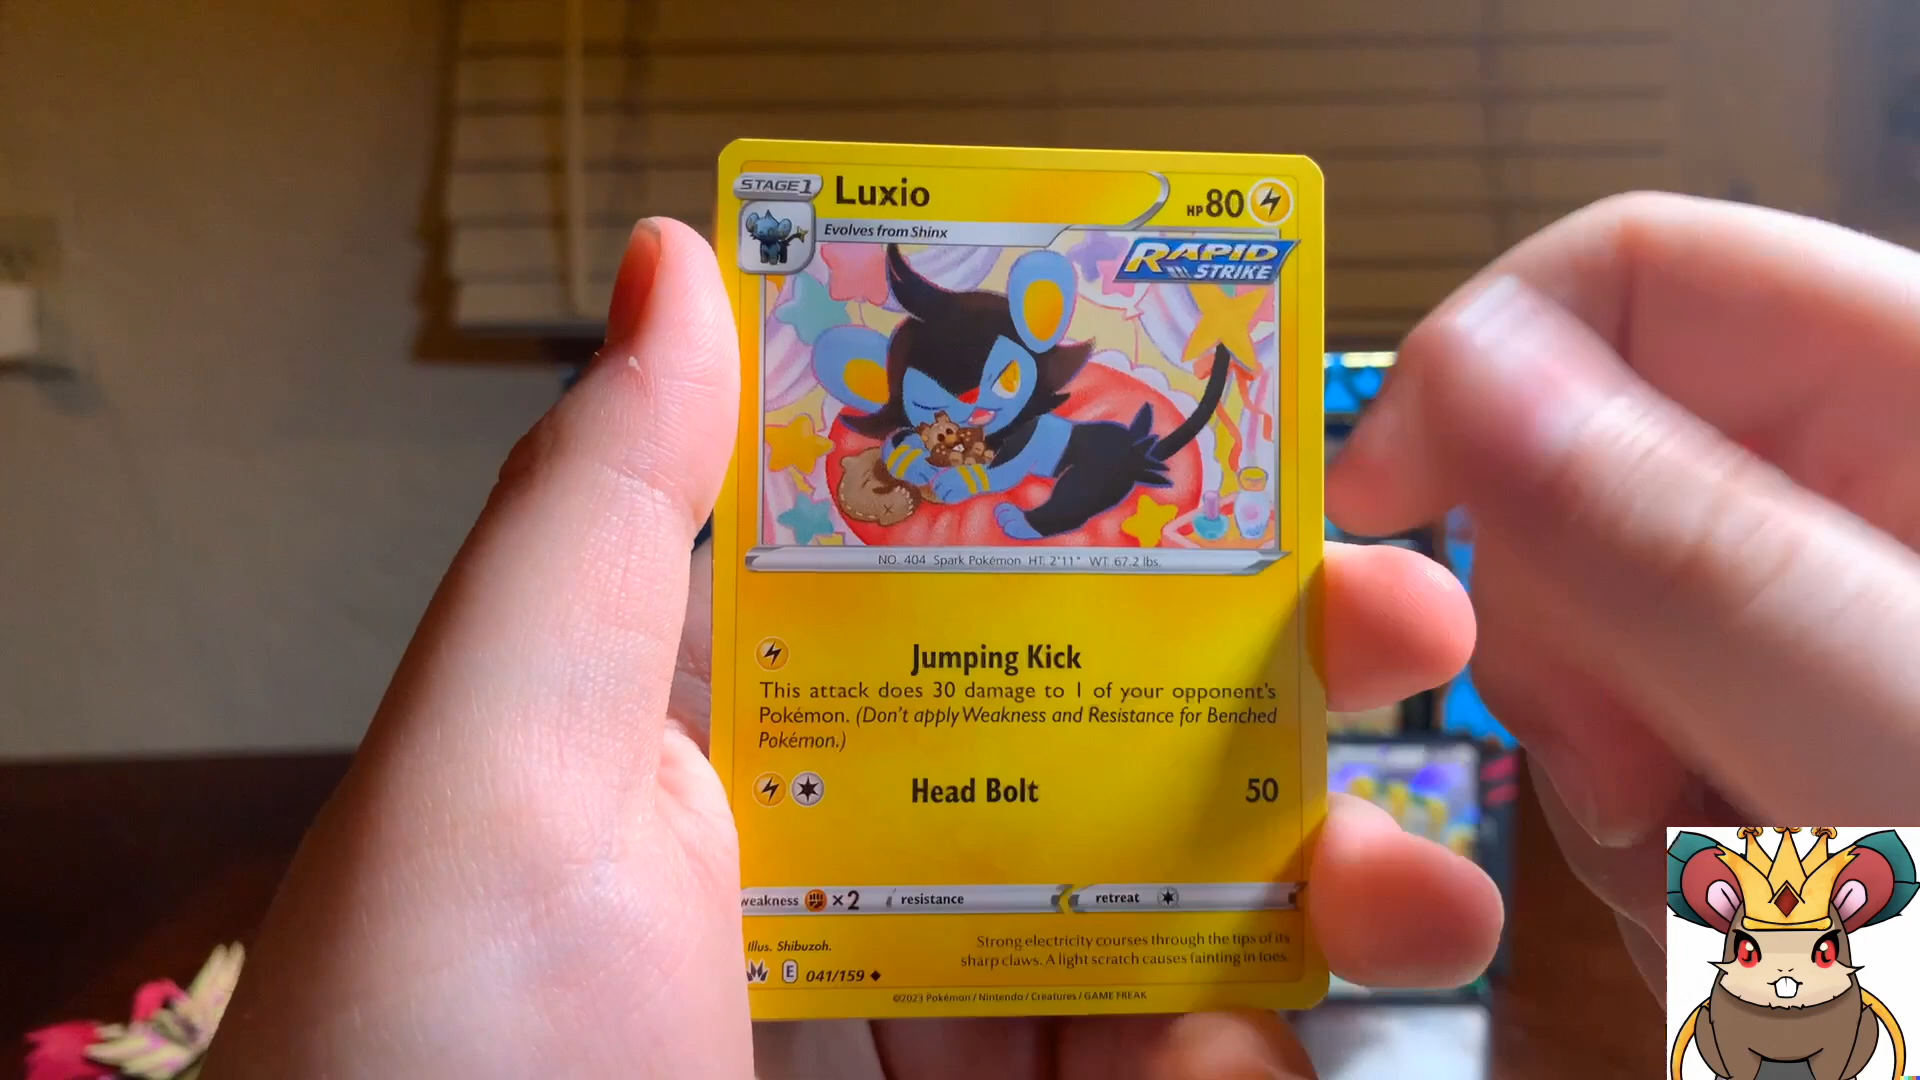 STAGE 1
Luxio
HP 80
Evolves from Shinx
RAPID
STRIKE
NO. 404 Spark Pokémon HT: 2'11" WT: 67.2 lbs.
Jumping Kick
This attack does 30 damage to 1 of your opponent's
Pokémon. (Don't apply Weakness and Resistance for Benched
Pokémon.)
Head Bolt 50
weakness ×2 resistance retreat
Illus. Shibuzoh.
Strong electricity courses through the tips of its
sharp claws. A light scratch causes fainting in foes.
E 041/159
©2023 Pokémon / Nintendo / Creatures / GAME FREAK